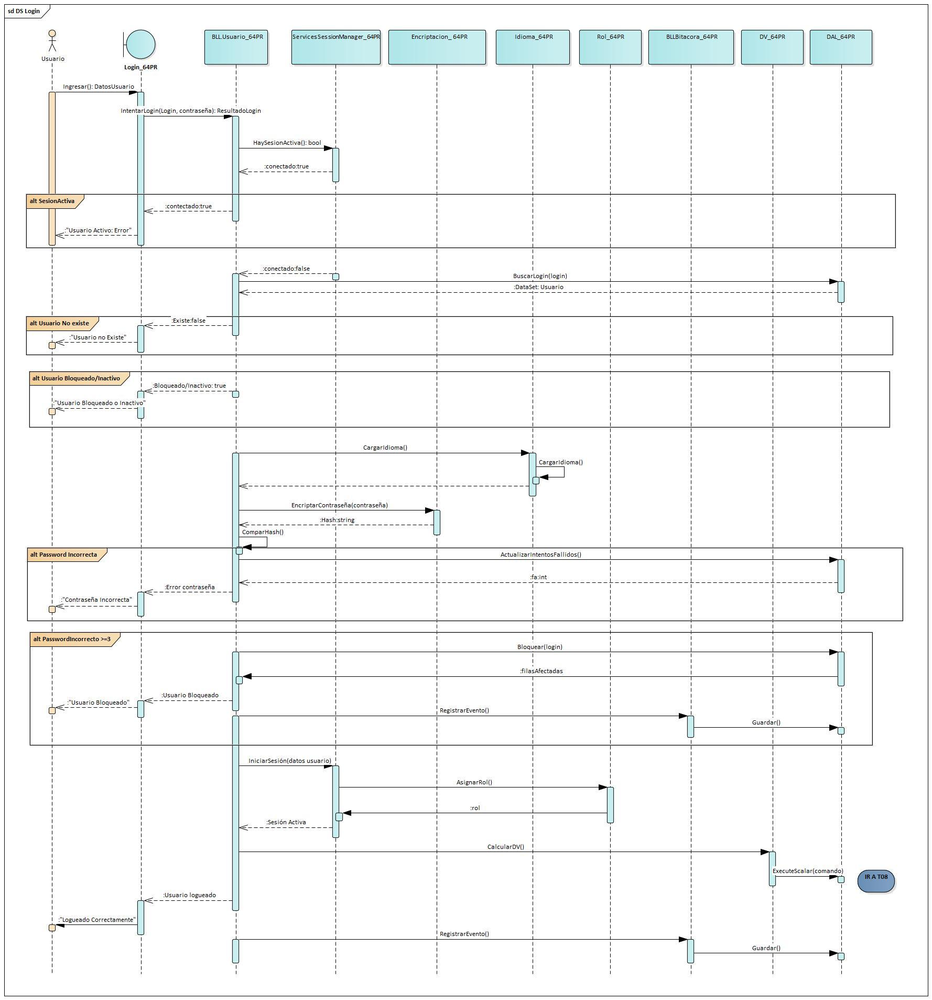 sd DS Login
Usuario
Login_64PR
BLL.Usuario_64PR
ServicesSessionManager_64PR
Encriptacion_ 64PR
Idioma_64PR
Rol_64PR
BLLBitacora_64PR
DV_64PR
DAL_64PR
Ingresar(): DatosUsuario
IntentarLogin(Login, contraseña): ResultadoLogin
HaySesionActiva(): bool
:conectado:true
alt SesionActiva
:contectado:true
:"Usuario Activo: Error"
:conectado:false
BuscarLogin(login)
:DataSet: Usuario
alt Usuario No existe
:Existe:false
:"Usuario no Existe"
alt Usuario Bloqueado/Inactivo
:Bloqueado/Inactivo: true
:"Usuario Bloqueado o Inactivo"
CargarIdioma()
CargarIdioma()
EncriptarContraseña(contraseña)
:Hash:string
ComparHash()
alt Password Incorrecta
ActualizarIntentosFallidos()
:fa:int
:Error contraseña
:"Contraseña Incorrecta"
alt PasswordIncorrecto >=3
Bloquear(login)
:filasAfectadas
:Usuario Bloqueado
:"Usuario Bloqueado"
RegistrarEvento()
Guardar()
IniciarSesión(datos usuario)
AsignarRol()
:rol
:Sesión Activa
CalcularDV()
ExecuteScalar(comando)
IR A T08
:Usuario logueado
:"Logueado Correctamente"
RegistrarEvento()
Guardar()